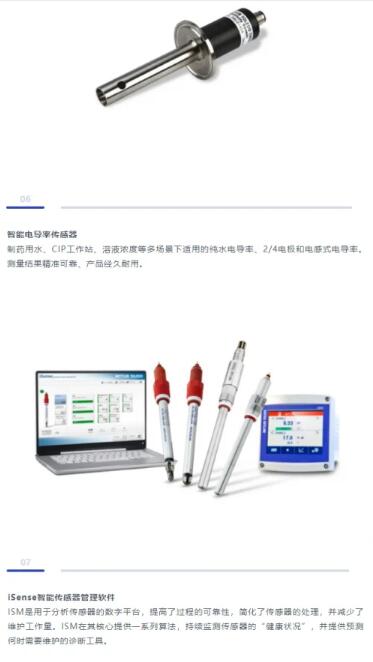 06
智能电导率传感器
制药用水、CIP工作站、溶液浓度等多场景下适用的纯水电导率、2/4电极和电感式电导率。
测量结果精准可靠、产品经久耐用。
07
iSense智能传感器管理软件
ISM是用于分析传感器的数字平台，提高了过程的可靠性，简化了传感器的处理，并减少了
维护工作量。ISM在其核心提供一系列算法，持续监测传感器的“健康状况”，并提供预测
何时需要维护的诊断工具。